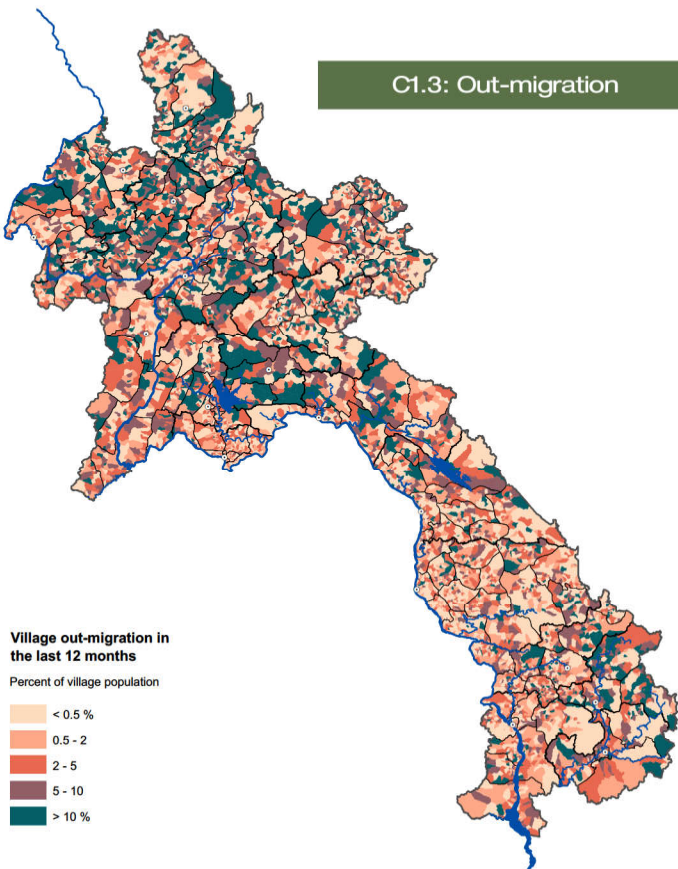 C1.3: Out-migration
Village out-migration in
the last 12 months
Percent of village population
< 0.5 %
0.5 - 2
2 - 5
5 - 10
> 10 %